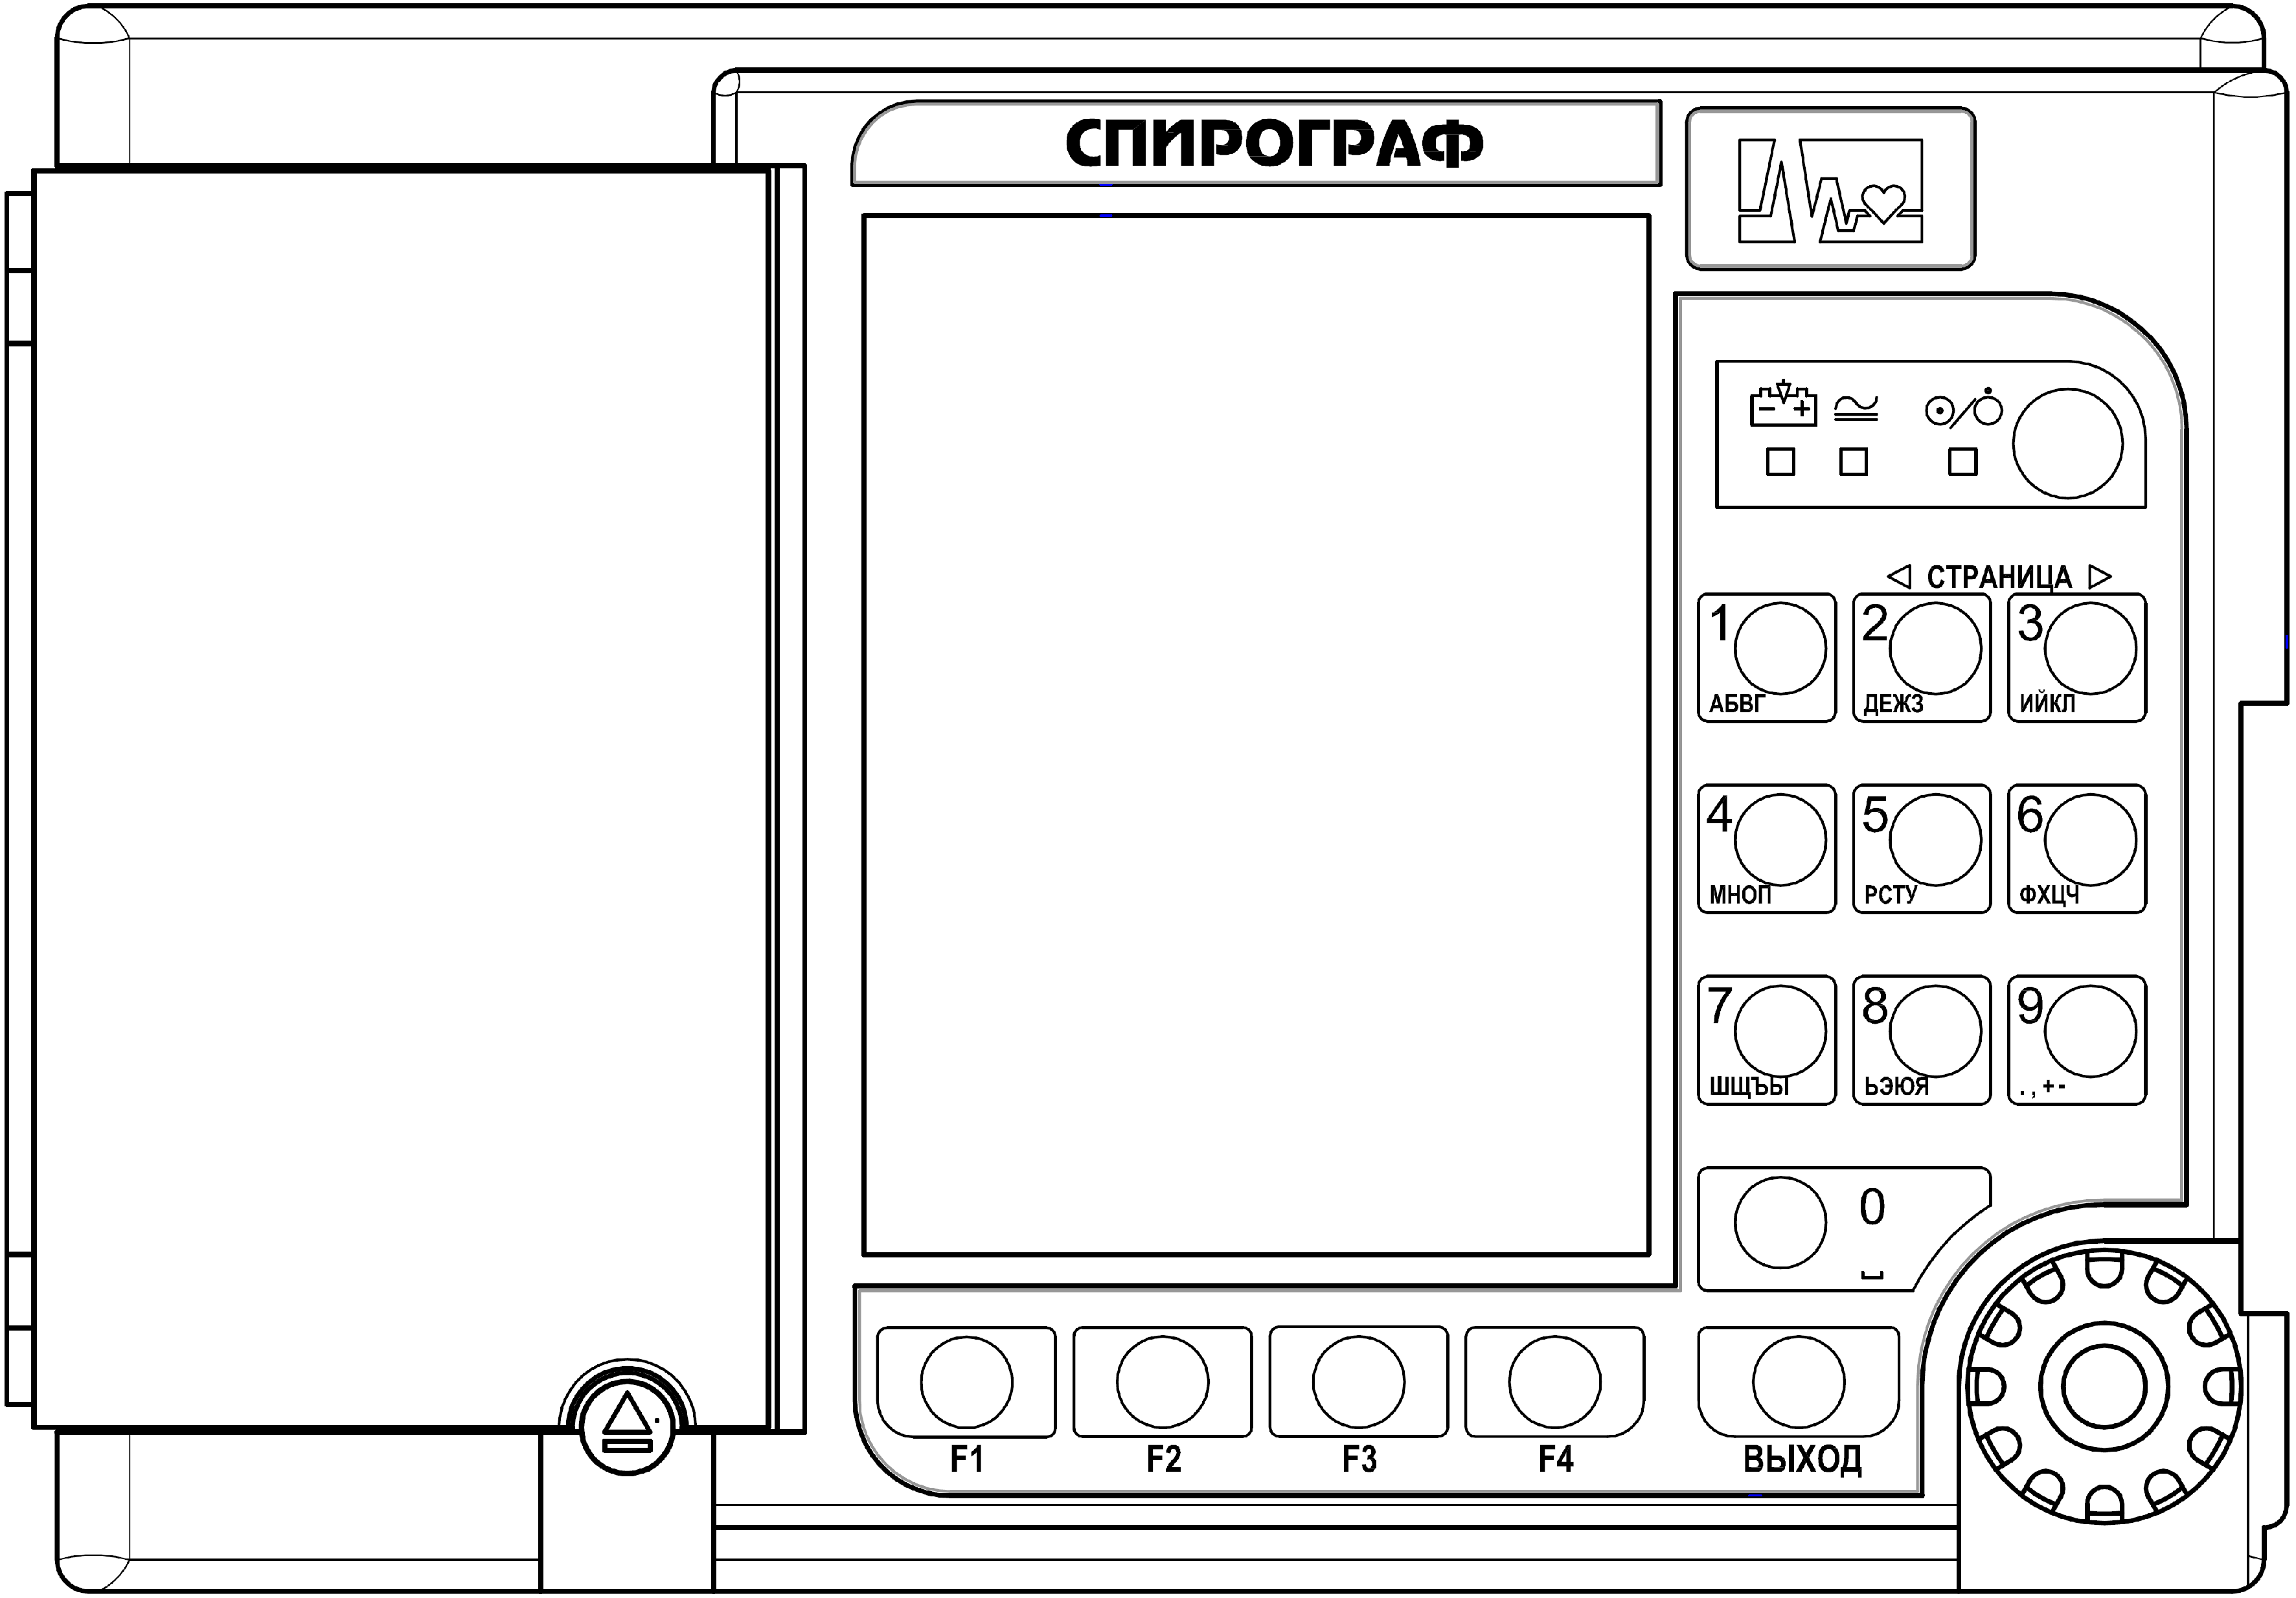 СПИРОГРАФ
СТРАНИЦА
1 2 3
АБВГ ДЕЖЗ ИЙКЛ
4 5 6
МНОП РСТУ ФХЦЧ
7 8 9
ШЩЪЫ ЬЭЮЯ . , + -
0
F1 F2 F3 F4 ВЫХОД